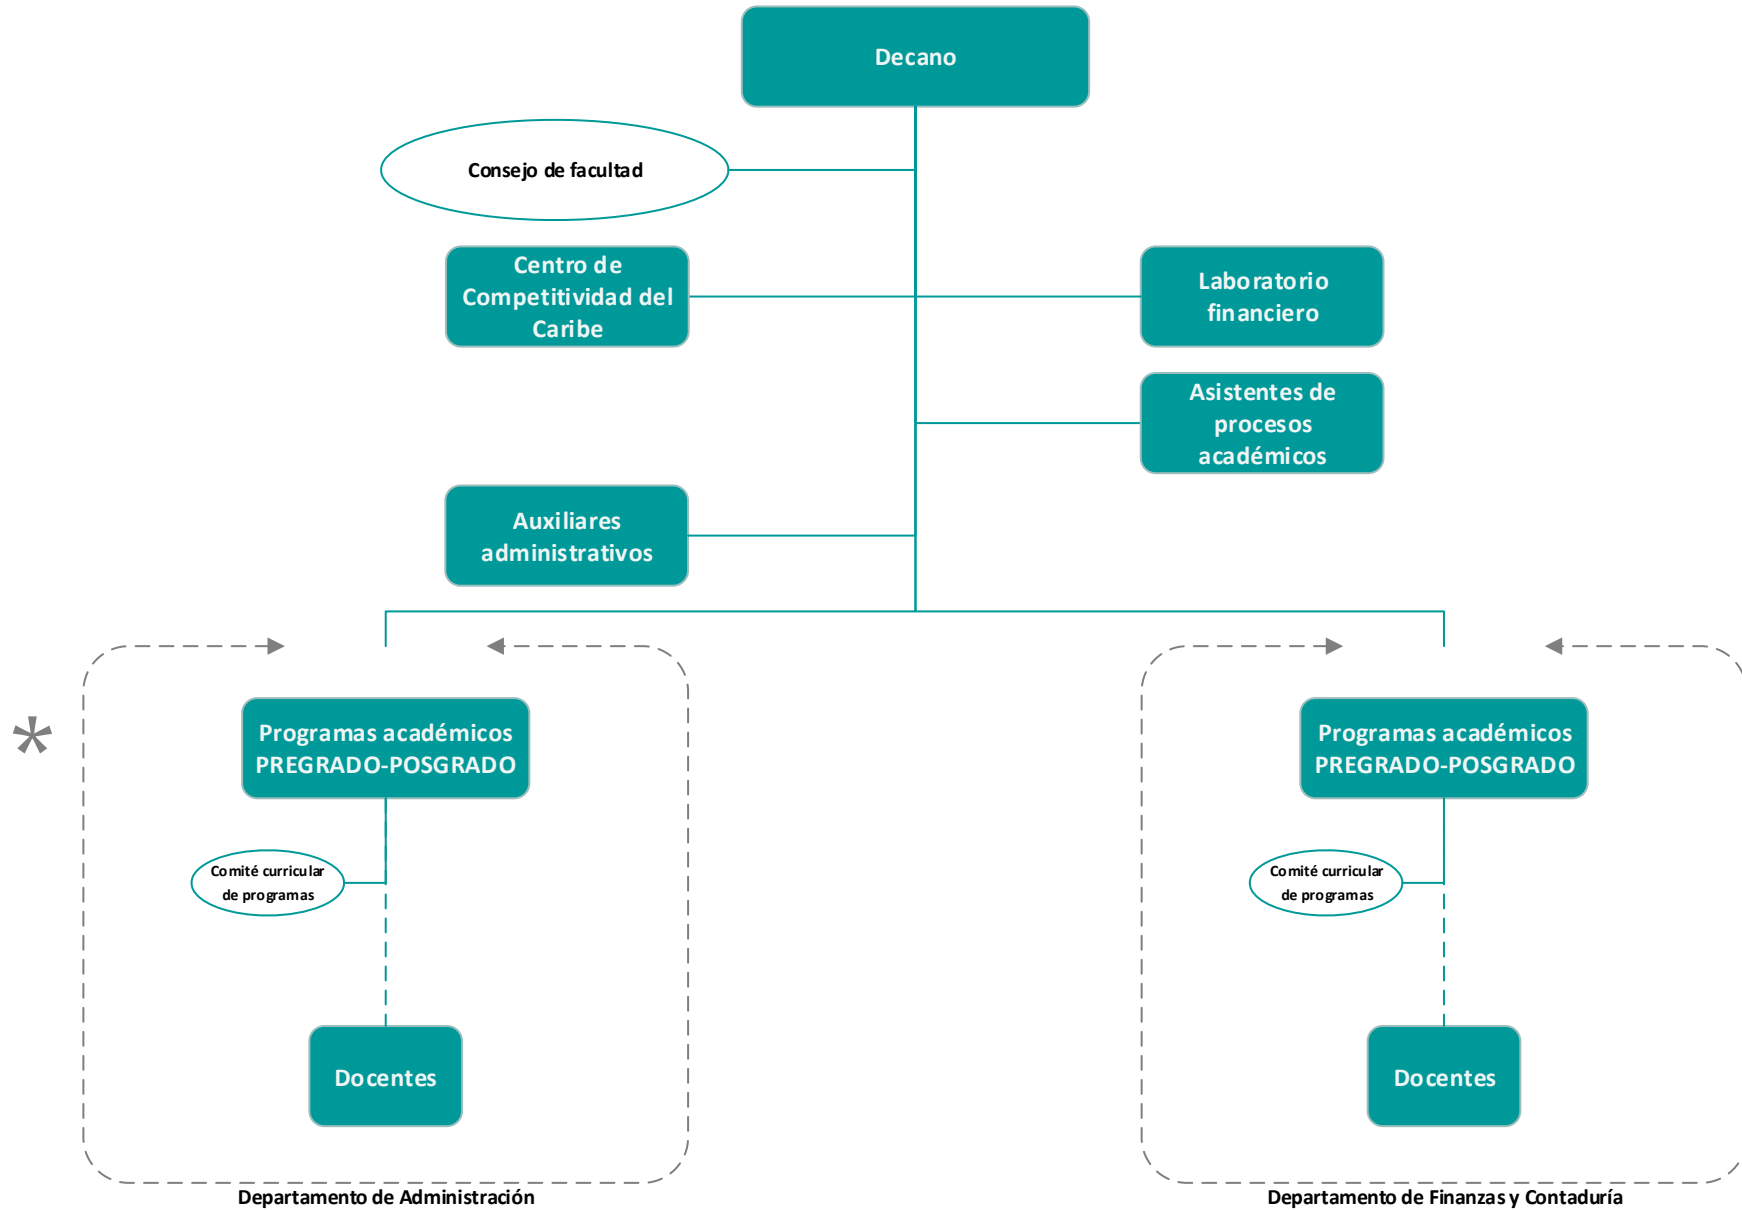 Decano
Consejo de facultad
Centro de
Competitividad del
Caribe
Laboratorio
financiero
Asistentes de
procesos
académicos
Auxiliares
administrativos
*
Programas académicos
PREGRADO-POSGRADO
Programas académicos
PREGRADO-POSGRADO
Comité curricular
de programas
Comité curricular
de programas
Docentes
Docentes
Departamento de Administración
Departamento de Finanzas y Contaduría